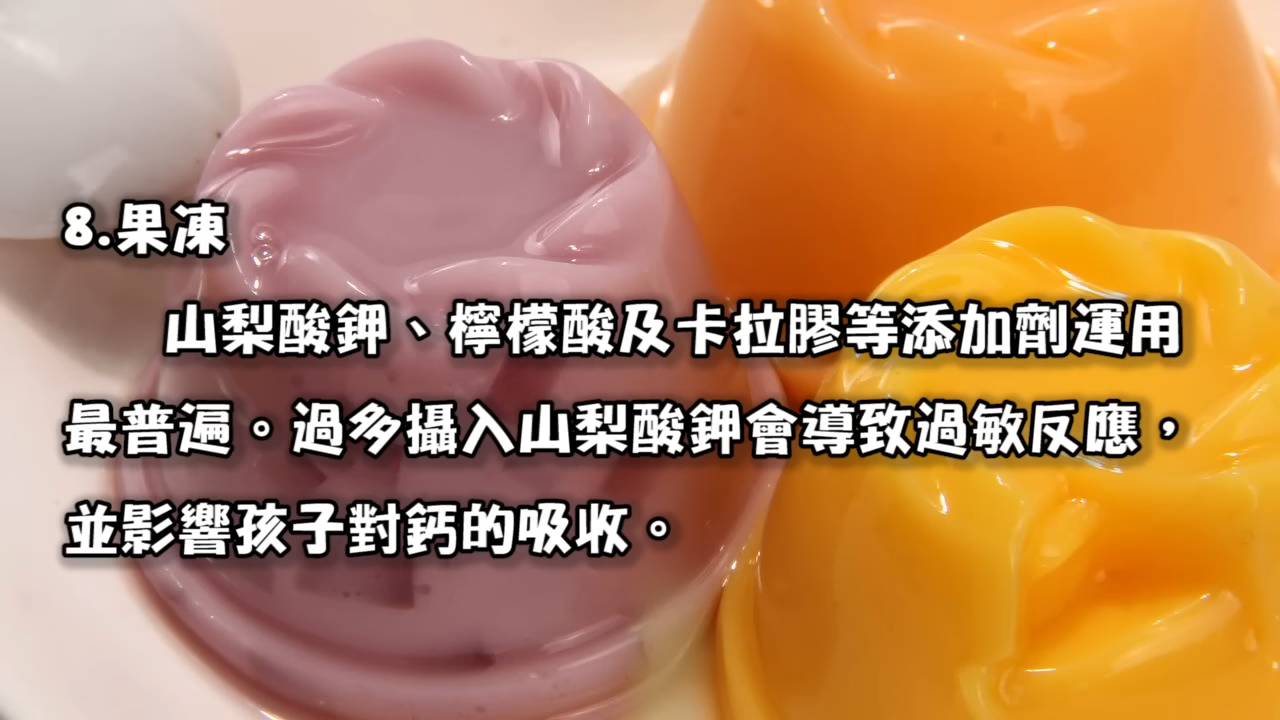 8.果凍
山梨酸鉀、檸檬酸及卡拉膠等添加劑運用
最普遍。過多攝入山梨酸鉀會導致過敏反應，
並影響孩子對鈣的吸收。